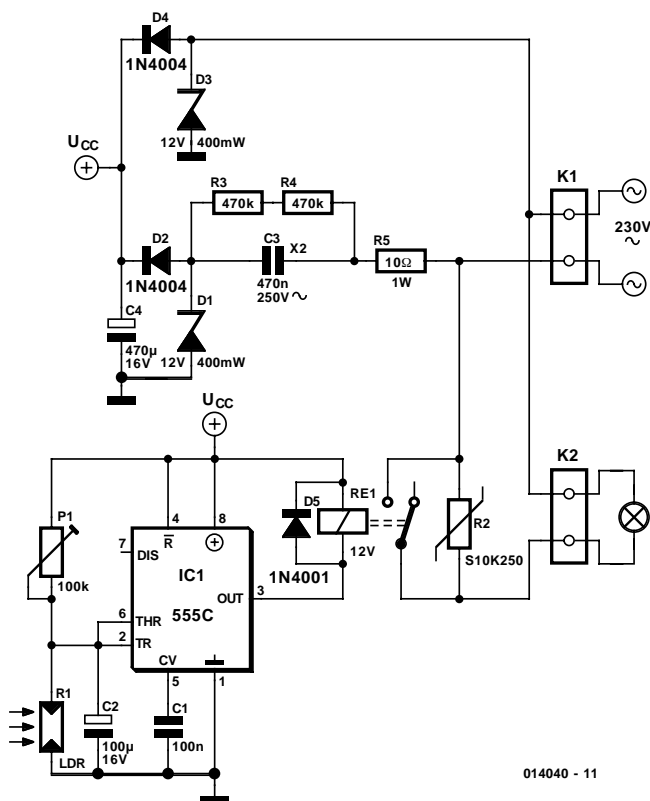 D4
1N4004
D3
12V 400mW
UCC
K1
R3 R4
470k 470k
230V
D2
C3 X2
R5
10Ω
1N4004
470n
250V
1W
C4
D1
470µ
16V
12V 400mW
UCC
K2
P1
4 8
D5
RE1
7
DIS
R
R2
100k
IC1
12V
S10K250
1N4001
OUT 3
6
THR
555C
2
TR
CV
R1
5 1
C2
C1
100µ
16V
100n
LDR
014040 - 11